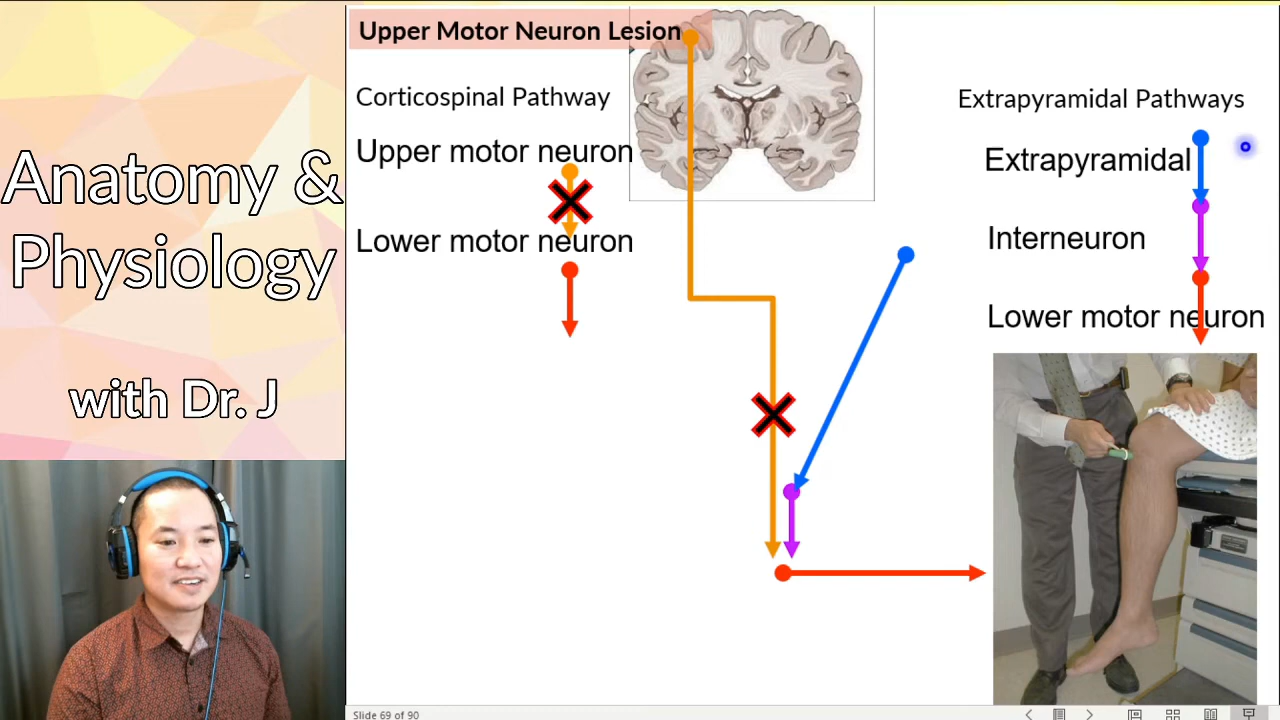 Anatomy &
Physiology
with Dr. J
Upper Motor Neuron Lesion
Corticospinal Pathway
Upper motor neuron
Lower motor neuron
Extrapyramidal Pathways
Extrapyramidal
Interneuron
Lower motor neuron
Slide 69 of 90